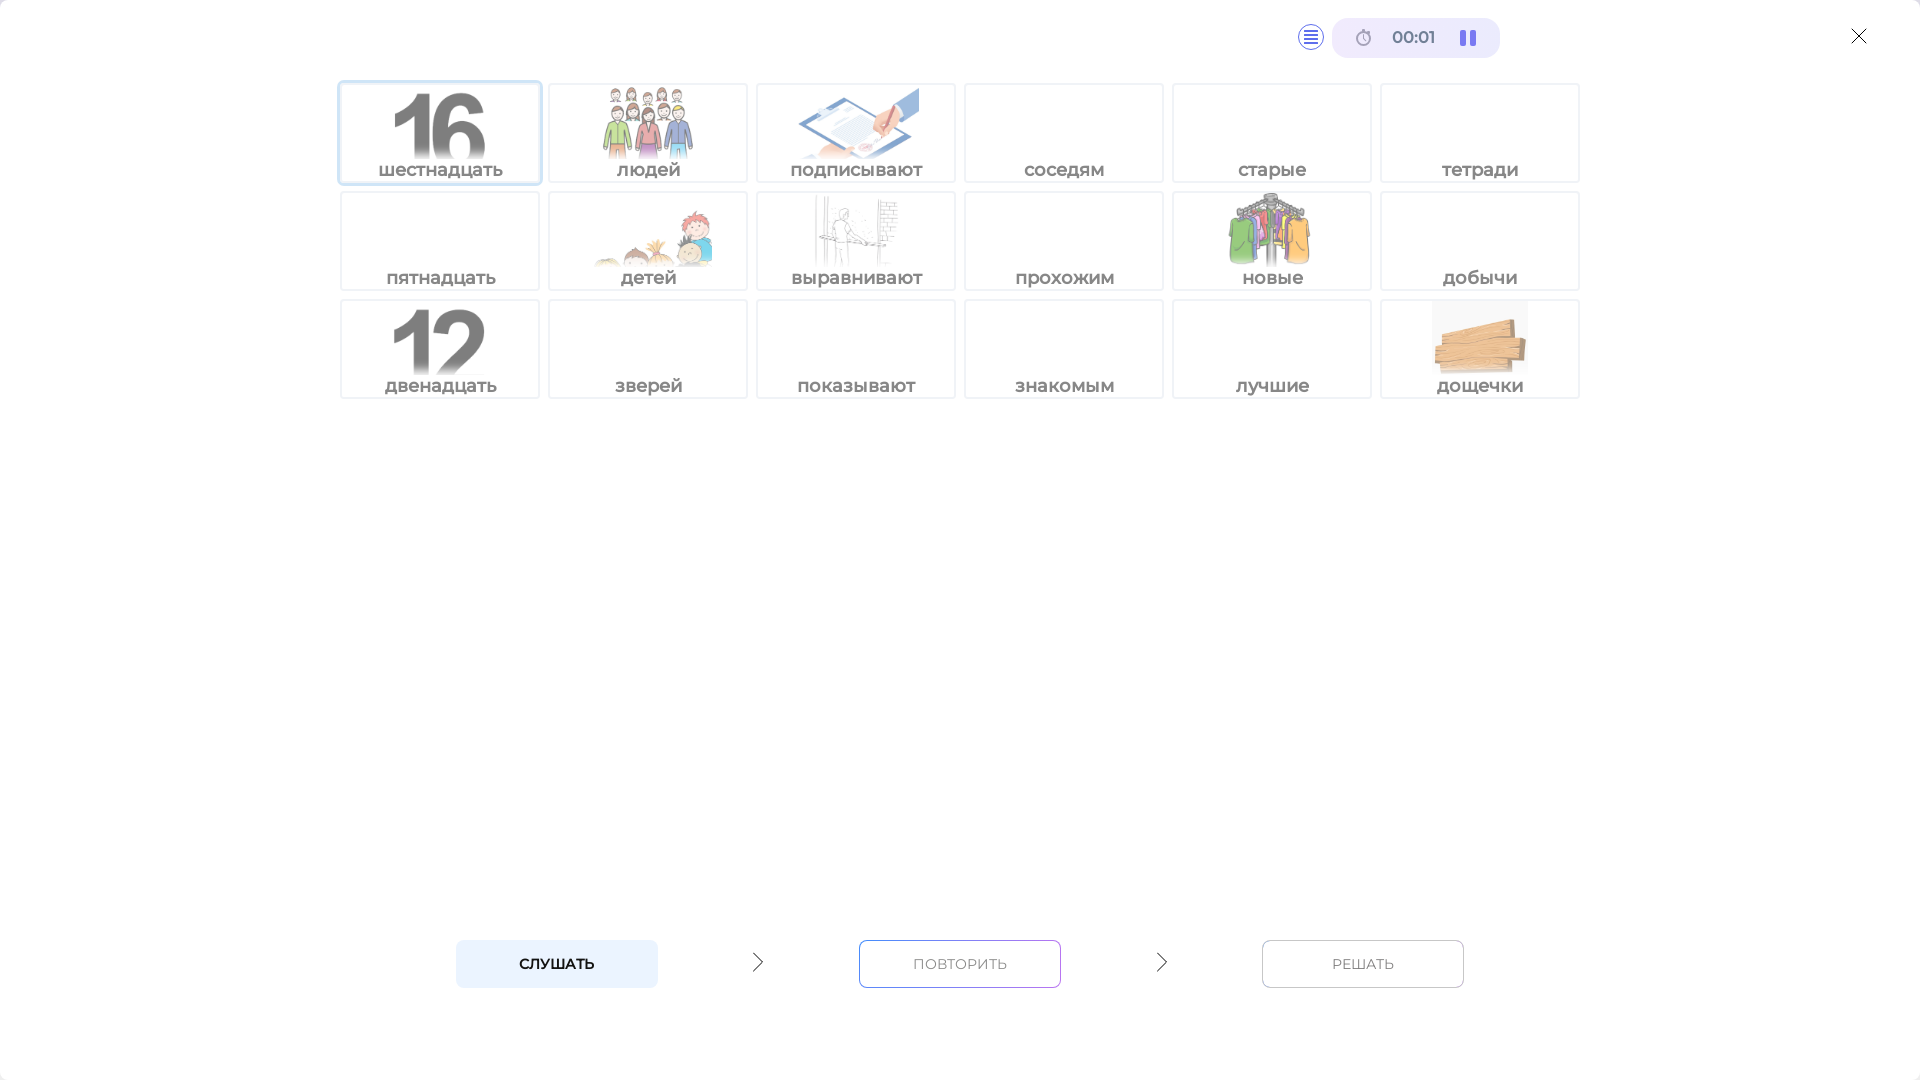 00:01
16
шестнадцать
людей
подписывают
соседям
старые
тетради
пятнадцать
детей
выравнивают
прохожим
новые
добычи
12
двенадцать
зверей
показывают
знакомым
лучшие
дощечки
СЛУШАТЬ
ПОВТОРИТЬ
РЕШАТЬ